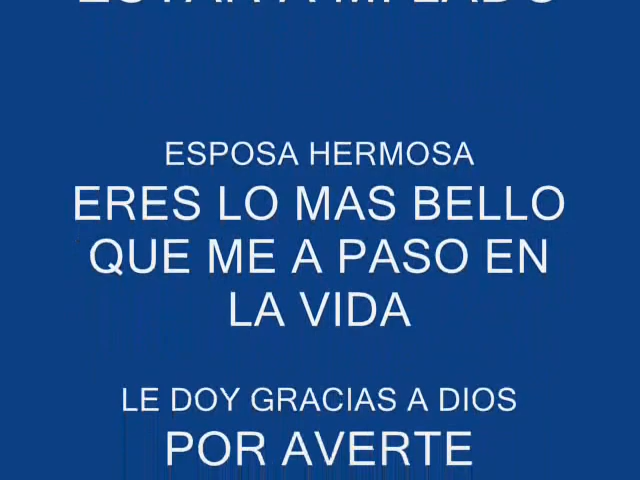 ESPOSA HERMOSA
ERES LO MAS BELLO
QUE ME A PASO EN
LA VIDA
LE DOY GRACIAS A DIOS
POR AVERTE